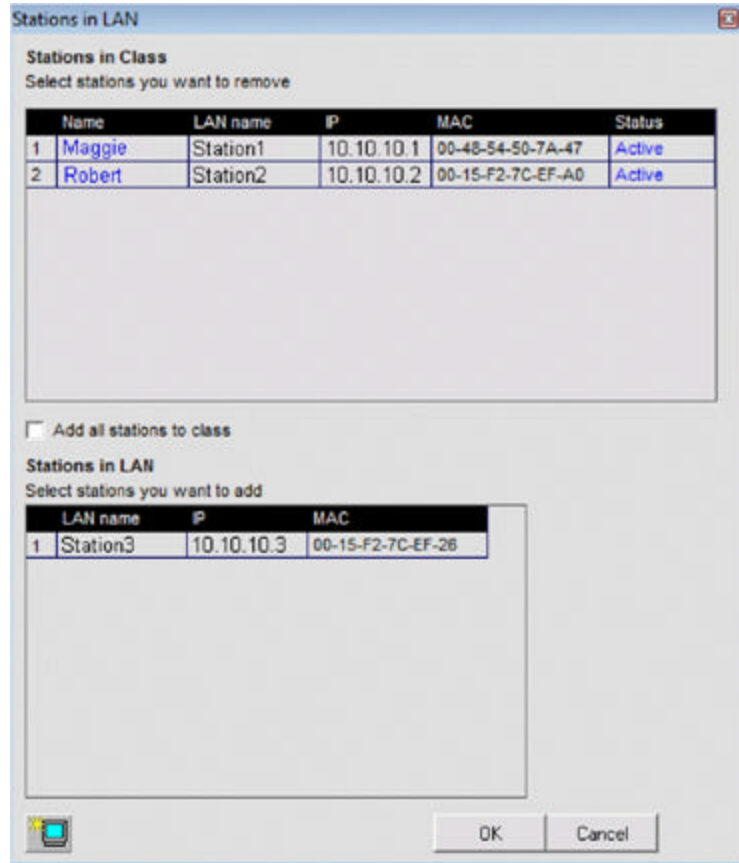 Stations in LAN
Stations in Class
Select stations you want to remove
Name LAN name IP MAC Status
1 Maggie Station1 10.10.10.1 00-48-54-50-7A-47 Active
2 Robert Station2 10.10.10.2 00-15-F2-7C-EF-A0 Active
Add all stations to class
Stations in LAN
Select stations you want to add
LAN name IP MAC
1 Station3 10.10.10.3 00-15-F2-7C-EF-26
OK Cancel